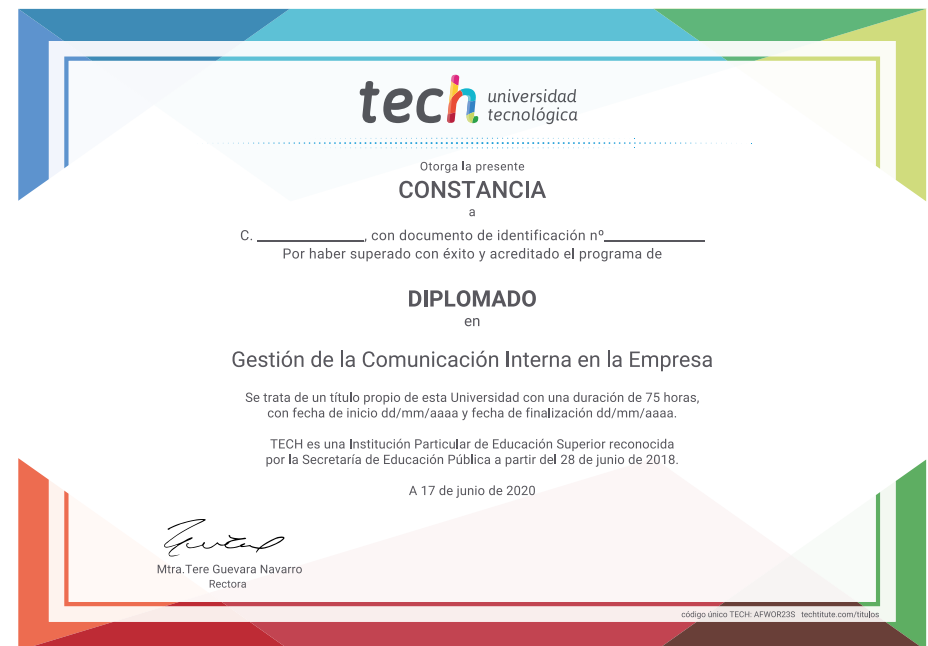 tech universidad
tecnológica
Otorga la presente
CONSTANCIA
a
C. ______________, con documento de identificación nº_____________
Por haber superado con éxito y acreditado el programa de
DIPLOMADO
en
Gestión de la Comunicación Interna en la Empresa
Se trata de un título propio de esta Universidad con una duración de 75 horas,
con fecha de inicio dd/mm/aaaa y fecha de finalización dd/mm/aaaa.
TECH es una Institución Particular de Educación Superior reconocida
por la Secretaría de Educación Pública a partir del 28 de junio de 2018.
A 17 de junio de 2020
Mtra.Tere Guevara Navarro
Rectora
código único TECH: AFWOR23S techtitute.com/titulos